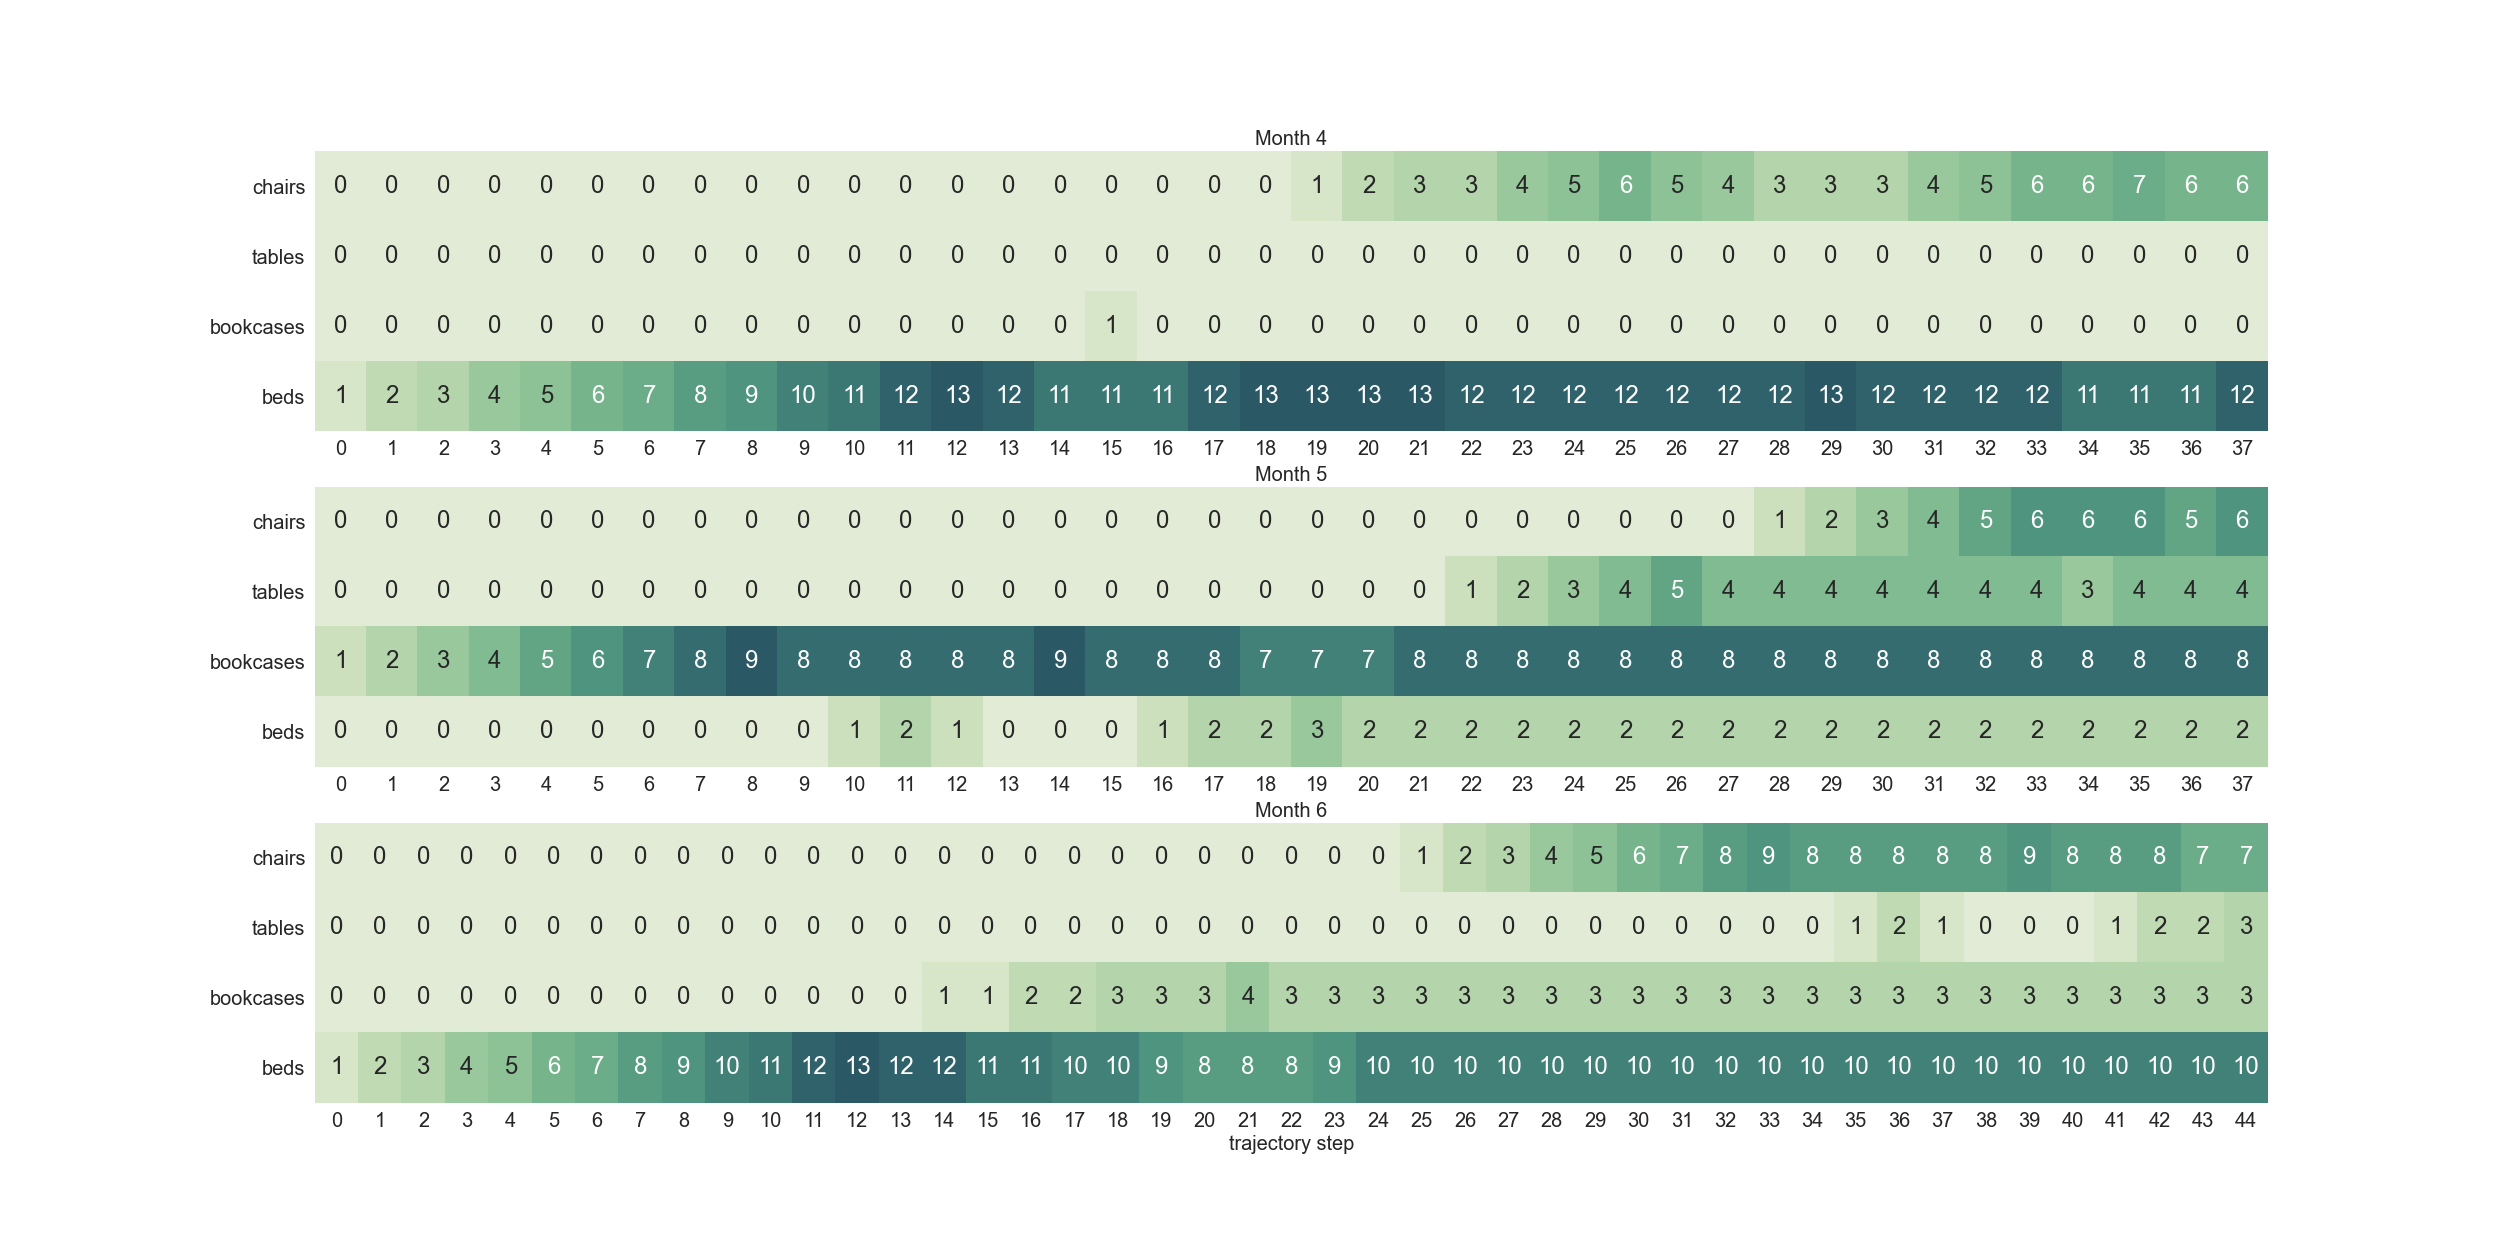 Month 4
chairs 0 0 0 0 0 0 0 0 0 0 0 0 0 0 0 0 0 0 0 1 2 3 3 4 5 6 5 4 3 3 3 4 5 6 6 7 6 6
tables 0 0 0 0 0 0 0 0 0 0 0 0 0 0 0 0 0 0 0 0 0 0 0 0 0 0 0 0 0 0 0 0 0 0 0 0 0 0
bookcases 0 0 0 0 0 0 0 0 0 0 0 0 0 0 0 1 0 0 0 0 0 0 0 0 0 0 0 0 0 0 0 0 0 0 0 0 0 0
beds 1 2 3 4 5 6 7 8 9 10 11 12 13 12 11 11 11 12 13 13 13 13 12 12 12 12 12 12 12 13 12 12 12 12 11 11 11 12
0 1 2 3 4 5 6 7 8 9 10 11 12 13 14 15 16 17 18 19 20 21 22 23 24 25 26 27 28 29 30 31 32 33 34 35 36 37
Month 5
chairs 0 0 0 0 0 0 0 0 0 0 0 0 0 0 0 0 0 0 0 0 0 0 0 0 0 0 0 0 1 2 3 4 5 6 6 6 5 6
tables 0 0 0 0 0 0 0 0 0 0 0 0 0 0 0 0 0 0 0 0 0 0 1 2 3 4 5 4 4 4 4 4 4 4 3 4 4 4
bookcases 1 2 3 4 5 6 7 8 9 8 8 8 8 8 9 8 8 8 7 7 7 8 8 8 8 8 8 8 8 8 8 8 8 8 8 8 8 8
beds 0 0 0 0 0 0 0 0 0 0 1 2 1 0 0 0 1 2 2 3 2 2 2 2 2 2 2 2 2 2 2 2 2 2 2 2 2 2
0 1 2 3 4 5 6 7 8 9 10 11 12 13 14 15 16 17 18 19 20 21 22 23 24 25 26 27 28 29 30 31 32 33 34 35 36 37
Month 6
chairs 0 0 0 0 0 0 0 0 0 0 0 0 0 0 0 0 0 0 0 0 0 0 0 0 0 1 2 3 4 5 6 7 8 9 8 8 8 8 8 9 8 8 8 7 7
tables 0 0 0 0 0 0 0 0 0 0 0 0 0 0 0 0 0 0 0 0 0 0 0 0 0 0 0 0 0 0 0 0 0 0 0 1 2 1 0 0 0 1 2 2 3
bookcases 0 0 0 0 0 0 0 0 0 0 0 0 0 0 1 1 2 2 3 3 3 4 3 3 3 3 3 3 3 3 3 3 3 3 3 3 3 3 3 3 3 3 3 3 3
beds 1 2 3 4 5 6 7 8 9 10 11 12 13 12 12 11 11 10 10 9 8 8 8 9 10 10 10 10 10 10 10 10 10 10 10 10 10 10 10 10 10 10 10 10 10
0 1 2 3 4 5 6 7 8 9 10 11 12 13 14 15 16 17 18 19 20 21 22 23 24 25 26 27 28 29 30 31 32 33 34 35 36 37 38 39 40 41 42 43 44
trajectory step